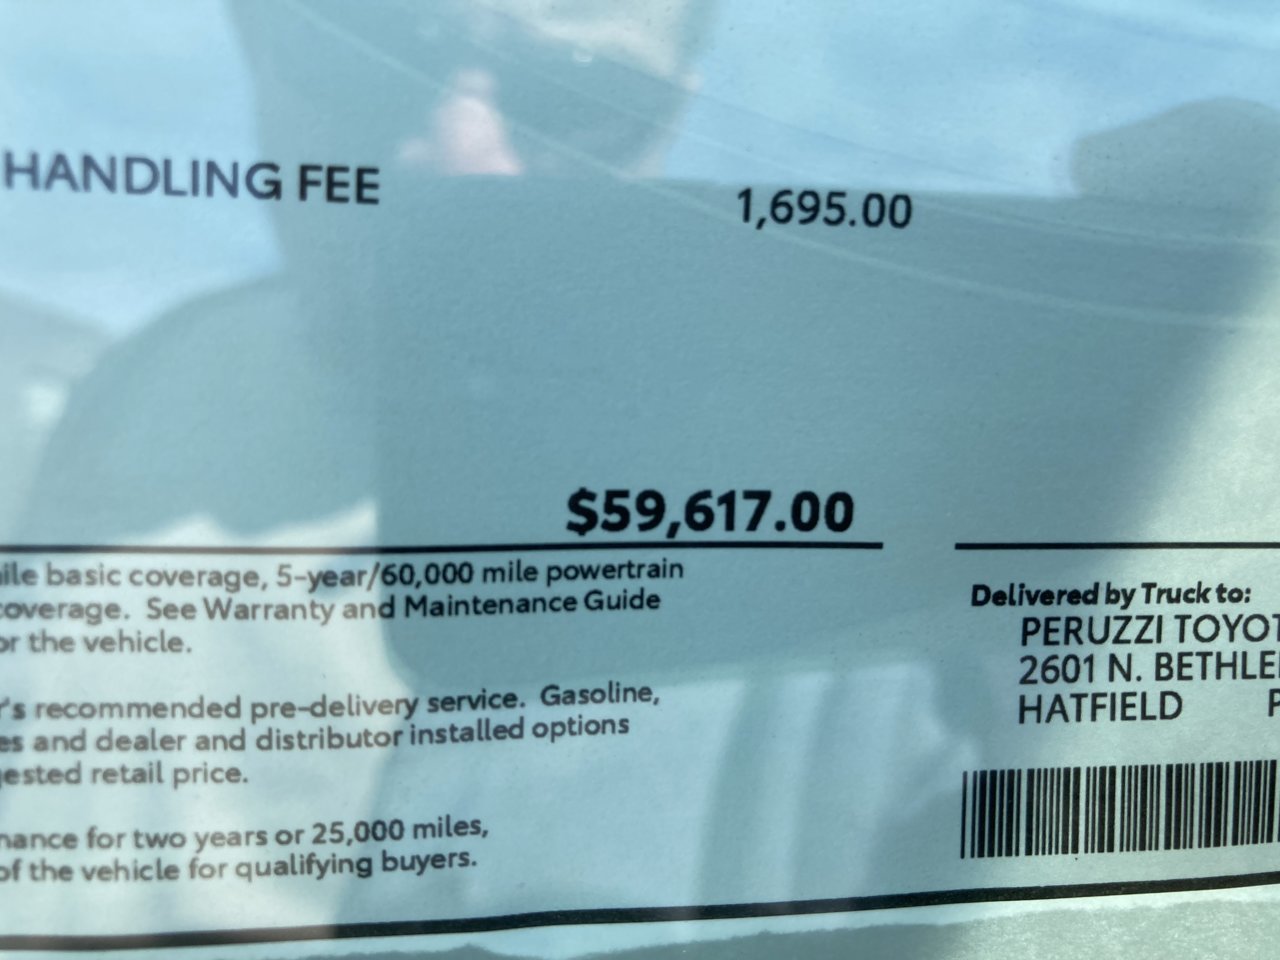 HANDLING FEE 1,695.00
$59,617.00
ile basic coverage, 5-year/60,000 mile powertrain
coverage. See Warranty and Maintenance Guide
or the vehicle.
r's recommended pre-delivery service. Gasoline,
es and dealer and distributor installed options
gested retail price.
nance for two years or 25,000 miles,
of the vehicle for qualifying buyers.
Delivered by Truck to:
PERUZZI TOYOT
2601 N. BETHLE
HATFIELD P